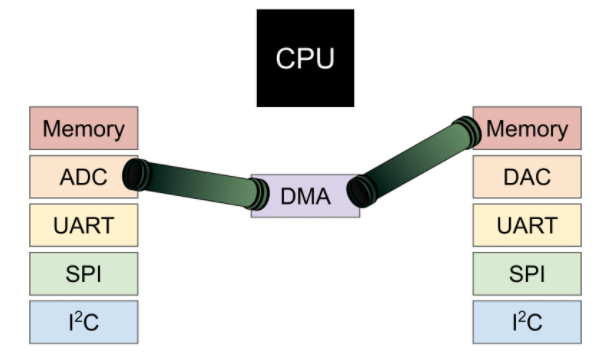 CPU
Memory
ADC
UART
SPI
I²C
DMA
Memory
DAC
UART
SPI
I²C